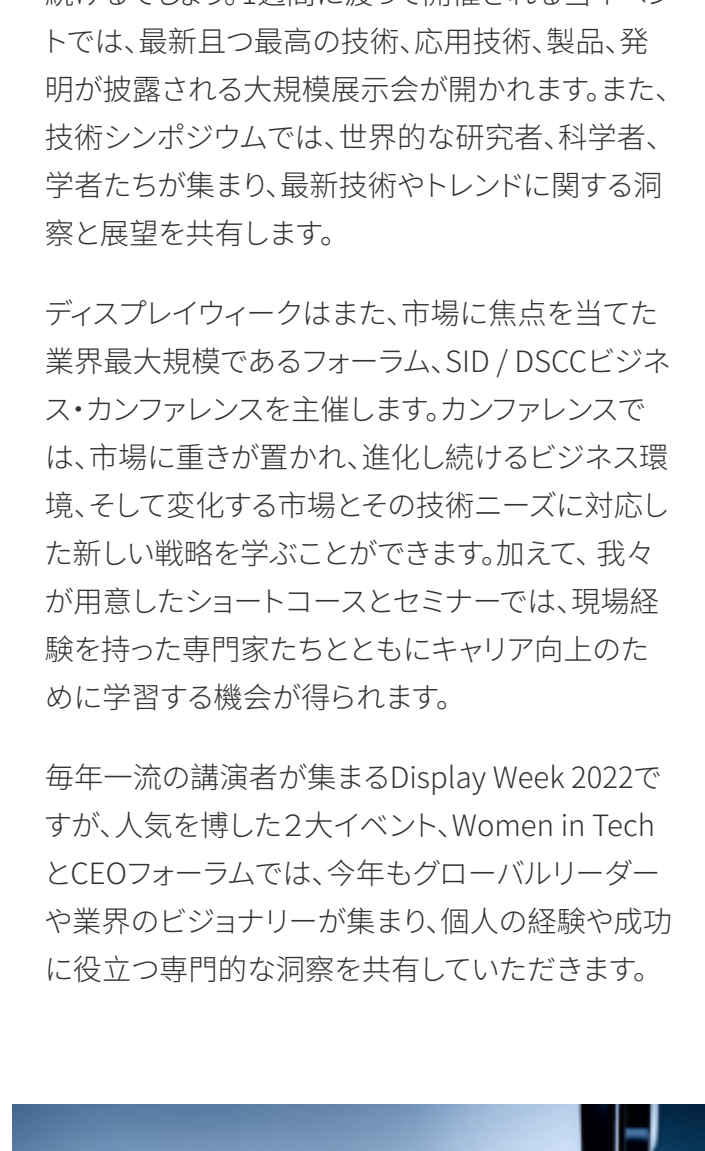 トでは、最新且つ最高の技術、応用技術、製品、発
明が披露される大規模展示会が開かれます。また、
技術シンポジウムでは、世界的な研究者、科学者、
学者たちが集まり、最新技術やトレンドに関する洞
察と展望を共有します。
ディスプレイウィークはまた、市場に焦点を当てた
業界最大規模であるフォーラム、SID / DSCCビジネ
ス・カンファレンスを主催します。カンファレンスで
は、市場に重きが置かれ、進化し続けるビジネス環
境、そして変化する市場とその技術ニーズに対応し
た新しい戦略を学ぶことができます。加えて、 我々
が用意したショートコースとセミナーでは、現場経
験を持った専門家たちとともにキャリア向上のた
めに学習する機会が得られます。
毎年一流の講演者が集まるDisplay Week 2022で
すが、人気を博した２大イベント、Women in Tech
とCEOフォーラムでは、今年もグローバルリーダー
や業界のビジョナリーが集まり、個人の経験や成功
に役立つ専門的な洞察を共有していただきます。